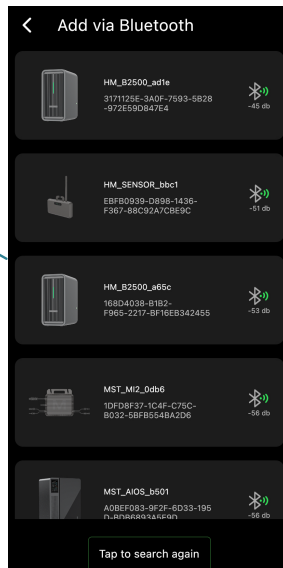 Add via Bluetooth
HM_B2500_ad1e
3171125E-3A0F-7593-5B28
-972E59D847E4
-45 db
HM_SENSOR_bbc1
EBFB0939-D898-1436-
F367-88C92A7CBE9C
-51 db
HM_B2500_a65c
168D4038-B1B2-
F965-2217-BF16EB342455
-53 db
MST_MI2_0db6
1DFD8F37-1C4F-C75C-
B032-5BFB554BA2D6
-56 db
MST_AIOS_b501
A0BEF083-9F2F-6D33-195
D-BDB6893A5F9D
-56 db
Tap to search again